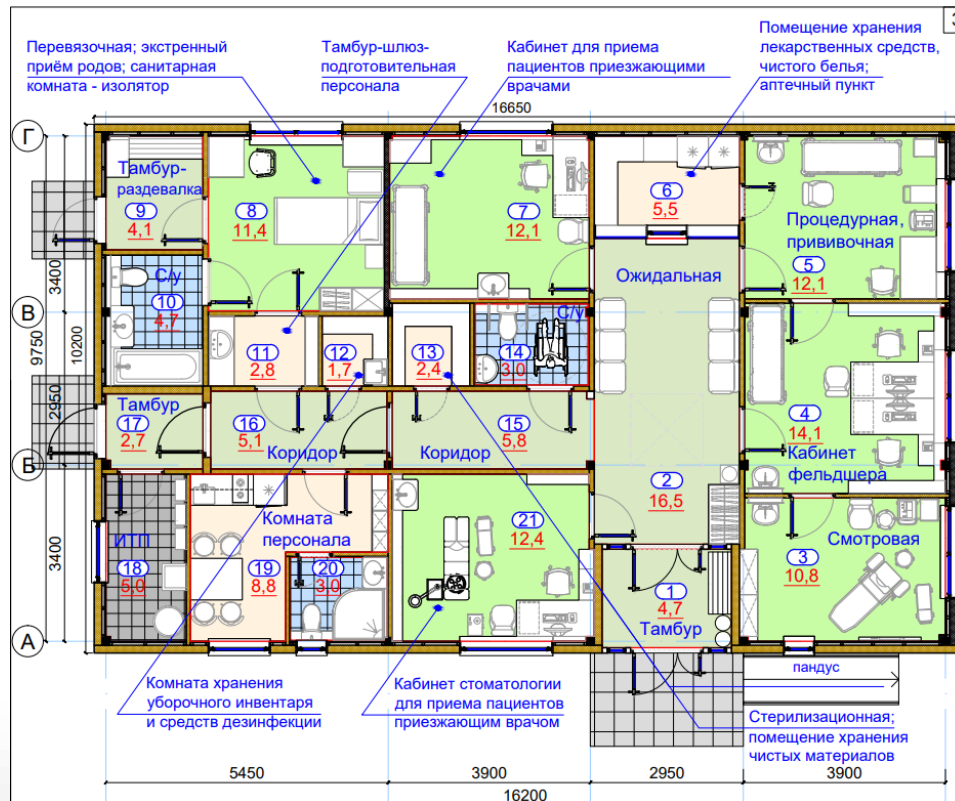 Перевязочная; экстренный
приём родов; санитарная
комната - изолятор
Тамбур-шлюз-
подготовительная
персонала
Кабинет для приема
пациентов приезжающими
врачами
Помещение хранения
лекарственных средств,
чистого белья;
аптечный пункт
16650
Г
Тамбур-
раздевалка
9
4,1
8
11,4
7
12,1
6
5,5
Процедурная,
прививочная
5
12,1
3400
С/у
10
4,7
Ожидальная
В
9750
10200
11
2,8
12
1,7
13
2,4
С/у
14
3.0
2950
Тамбур
17
2,7
16
5,1
Коридор
15
5,8
Коридор
4
14,1
Кабинет
фельдшера
Б
2
16,5
3400
ИТП
18
5,0
Комната
персонала
19
8,8
20
3,0
21
12,4
1
4,7
Тамбур
3
Смотровая
10,8
А
пандус
Комната хранения
уборочного инвентаря
и средств дезинфекции
Кабинет стоматологии
для приема пациентов
приезжающим врачом
Стерилизационная;
помещение хранения
чистых материалов
5450
3900
2950
3900
16200